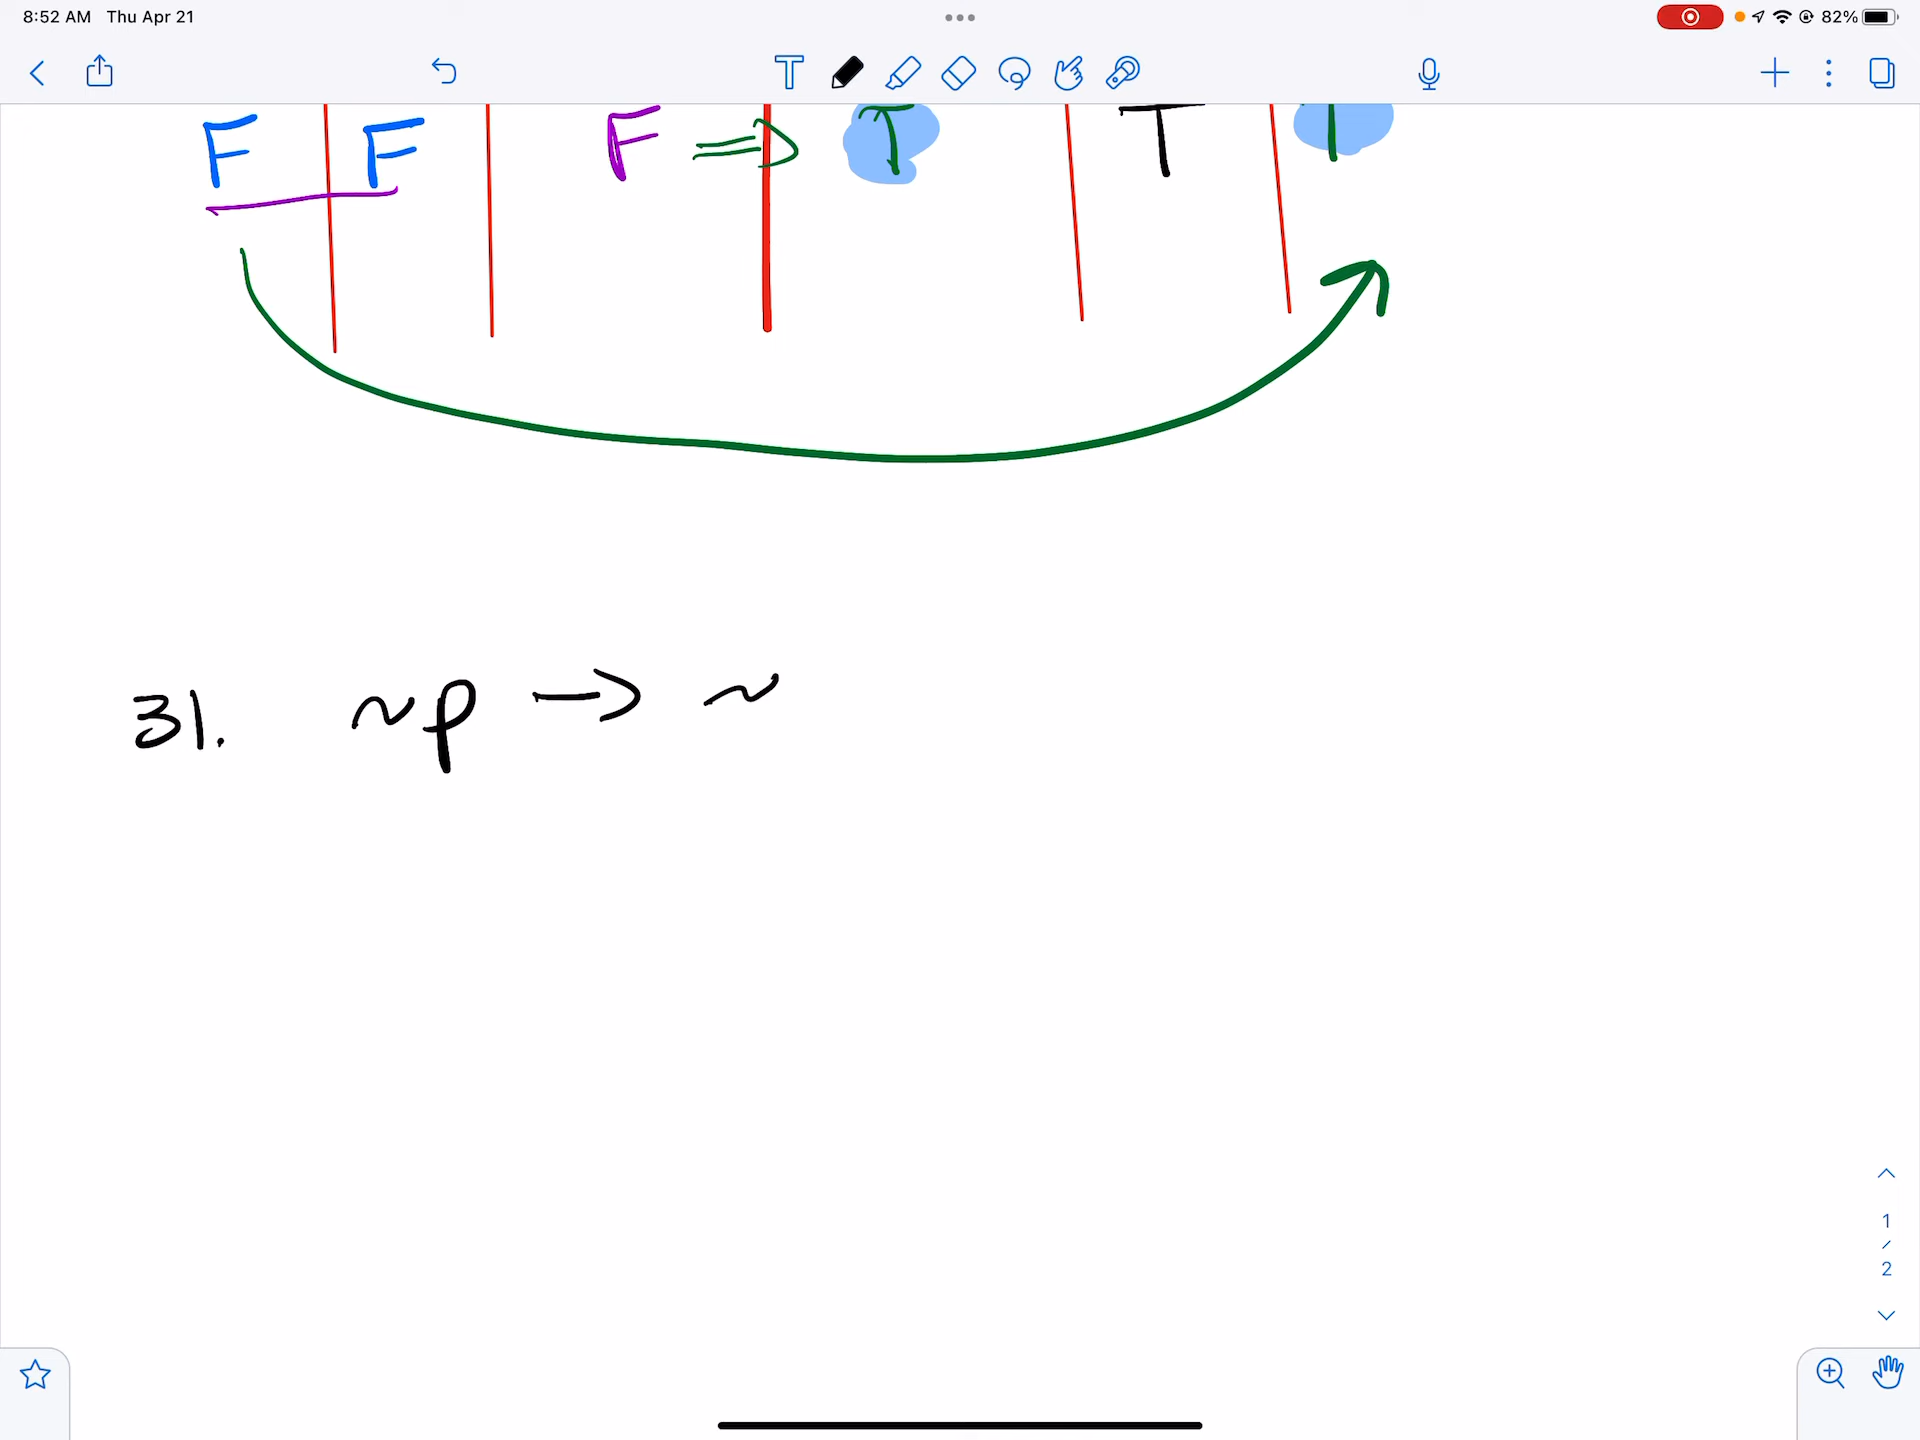 8:52 AM Thu Apr 21
82%
T
F F F ⇒ T T T
31. ~p → ~
1
/
2